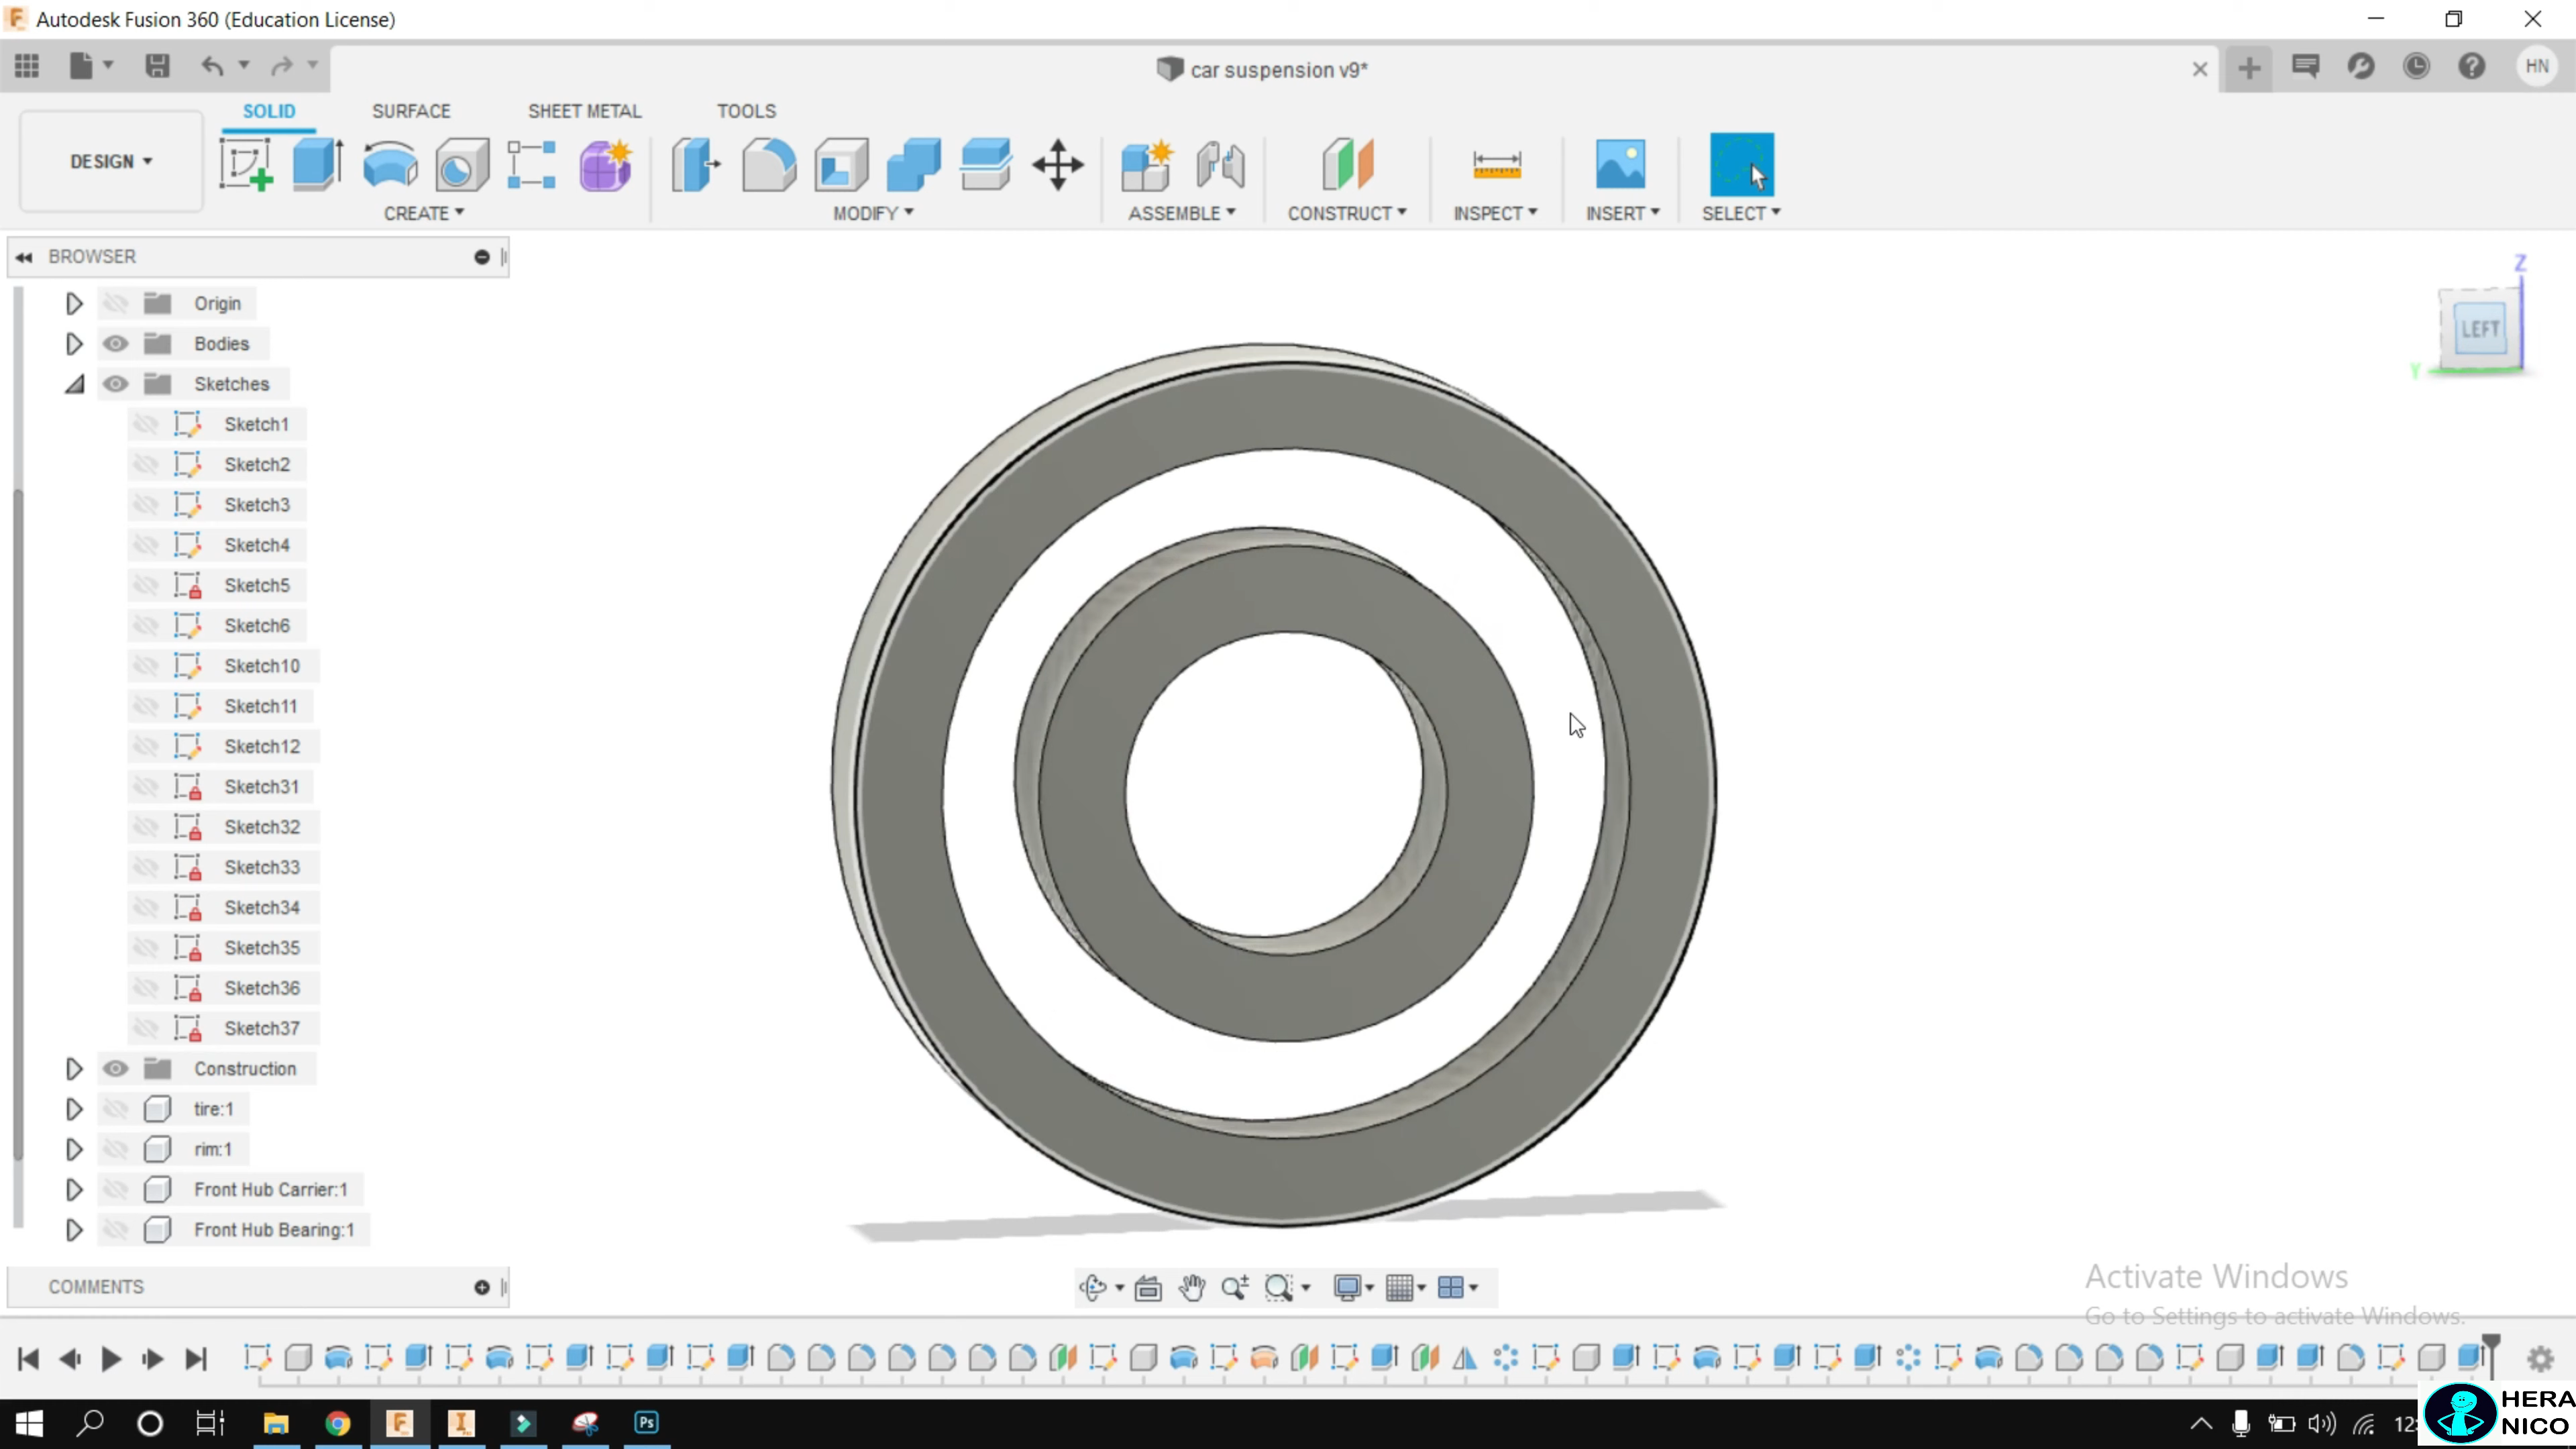 Autodesk Fusion 360 (Education License)
car suspension v9*
HN
SOLID
SURFACE
SHEET METAL
TOOLS
DESIGN
CREATE
MODIFY
ASSEMBLE
CONSTRUCT
INSPECT
INSERT
SELECT
BROWSER
Origin
Bodies
Sketches
Sketch1
Sketch2
Sketch3
Sketch4
Sketch5
Sketch6
Sketch10
Sketch11
Sketch12
Sketch31
Sketch32
Sketch33
Sketch34
Sketch35
Sketch36
Sketch37
Construction
tire:1
rim:1
Front Hub Carrier:1
Front Hub Bearing:1
Z
LEFT
Y
COMMENTS
Activate Windows
Go to Settings to activate Windows.
Ps
12:
HERA
NICO